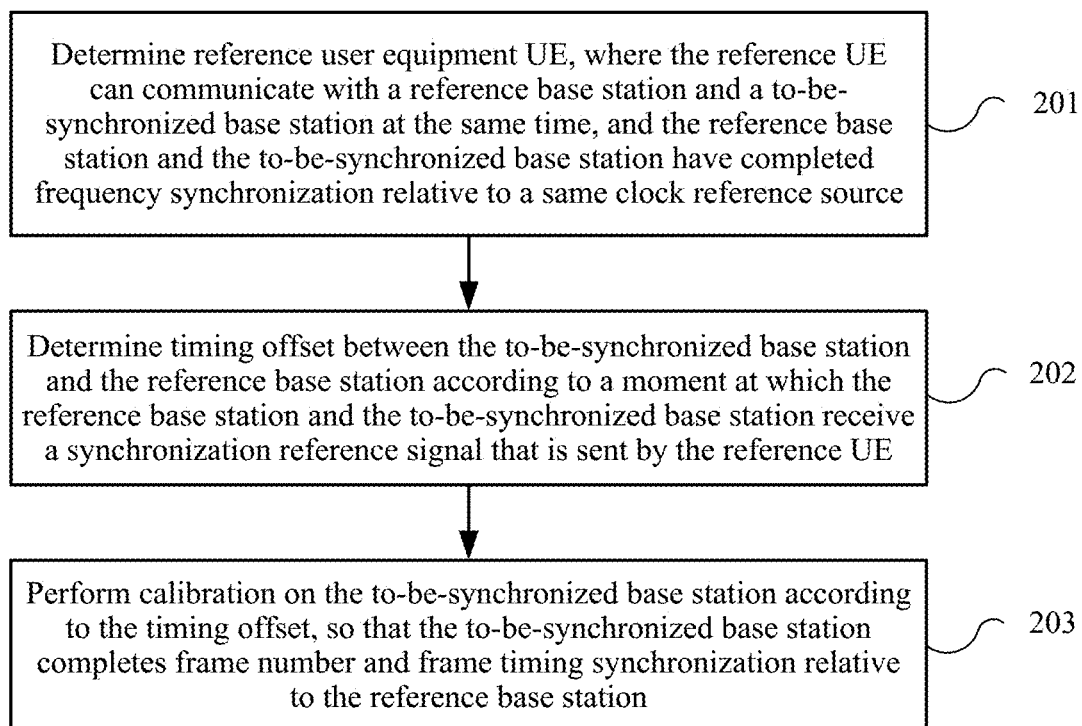 Determine reference user equipment UE, where the reference UE
can communicate with a reference base station and a to-be-
synchronized base station at the same time, and the reference base
station and the to-be-synchronized base station have completed
frequency synchronization relative to a same clock reference source
201
Determine timing offset between the to-be-synchronized base station
and the reference base station according to a moment at which the
reference base station and the to-be-synchronized base station receive
a synchronization reference signal that is sent by the reference UE
202
Perform calibration on the to-be-synchronized base station according
to the timing offset, so that the to-be-synchronized base station
completes frame number and frame timing synchronization relative
to the reference base station
203